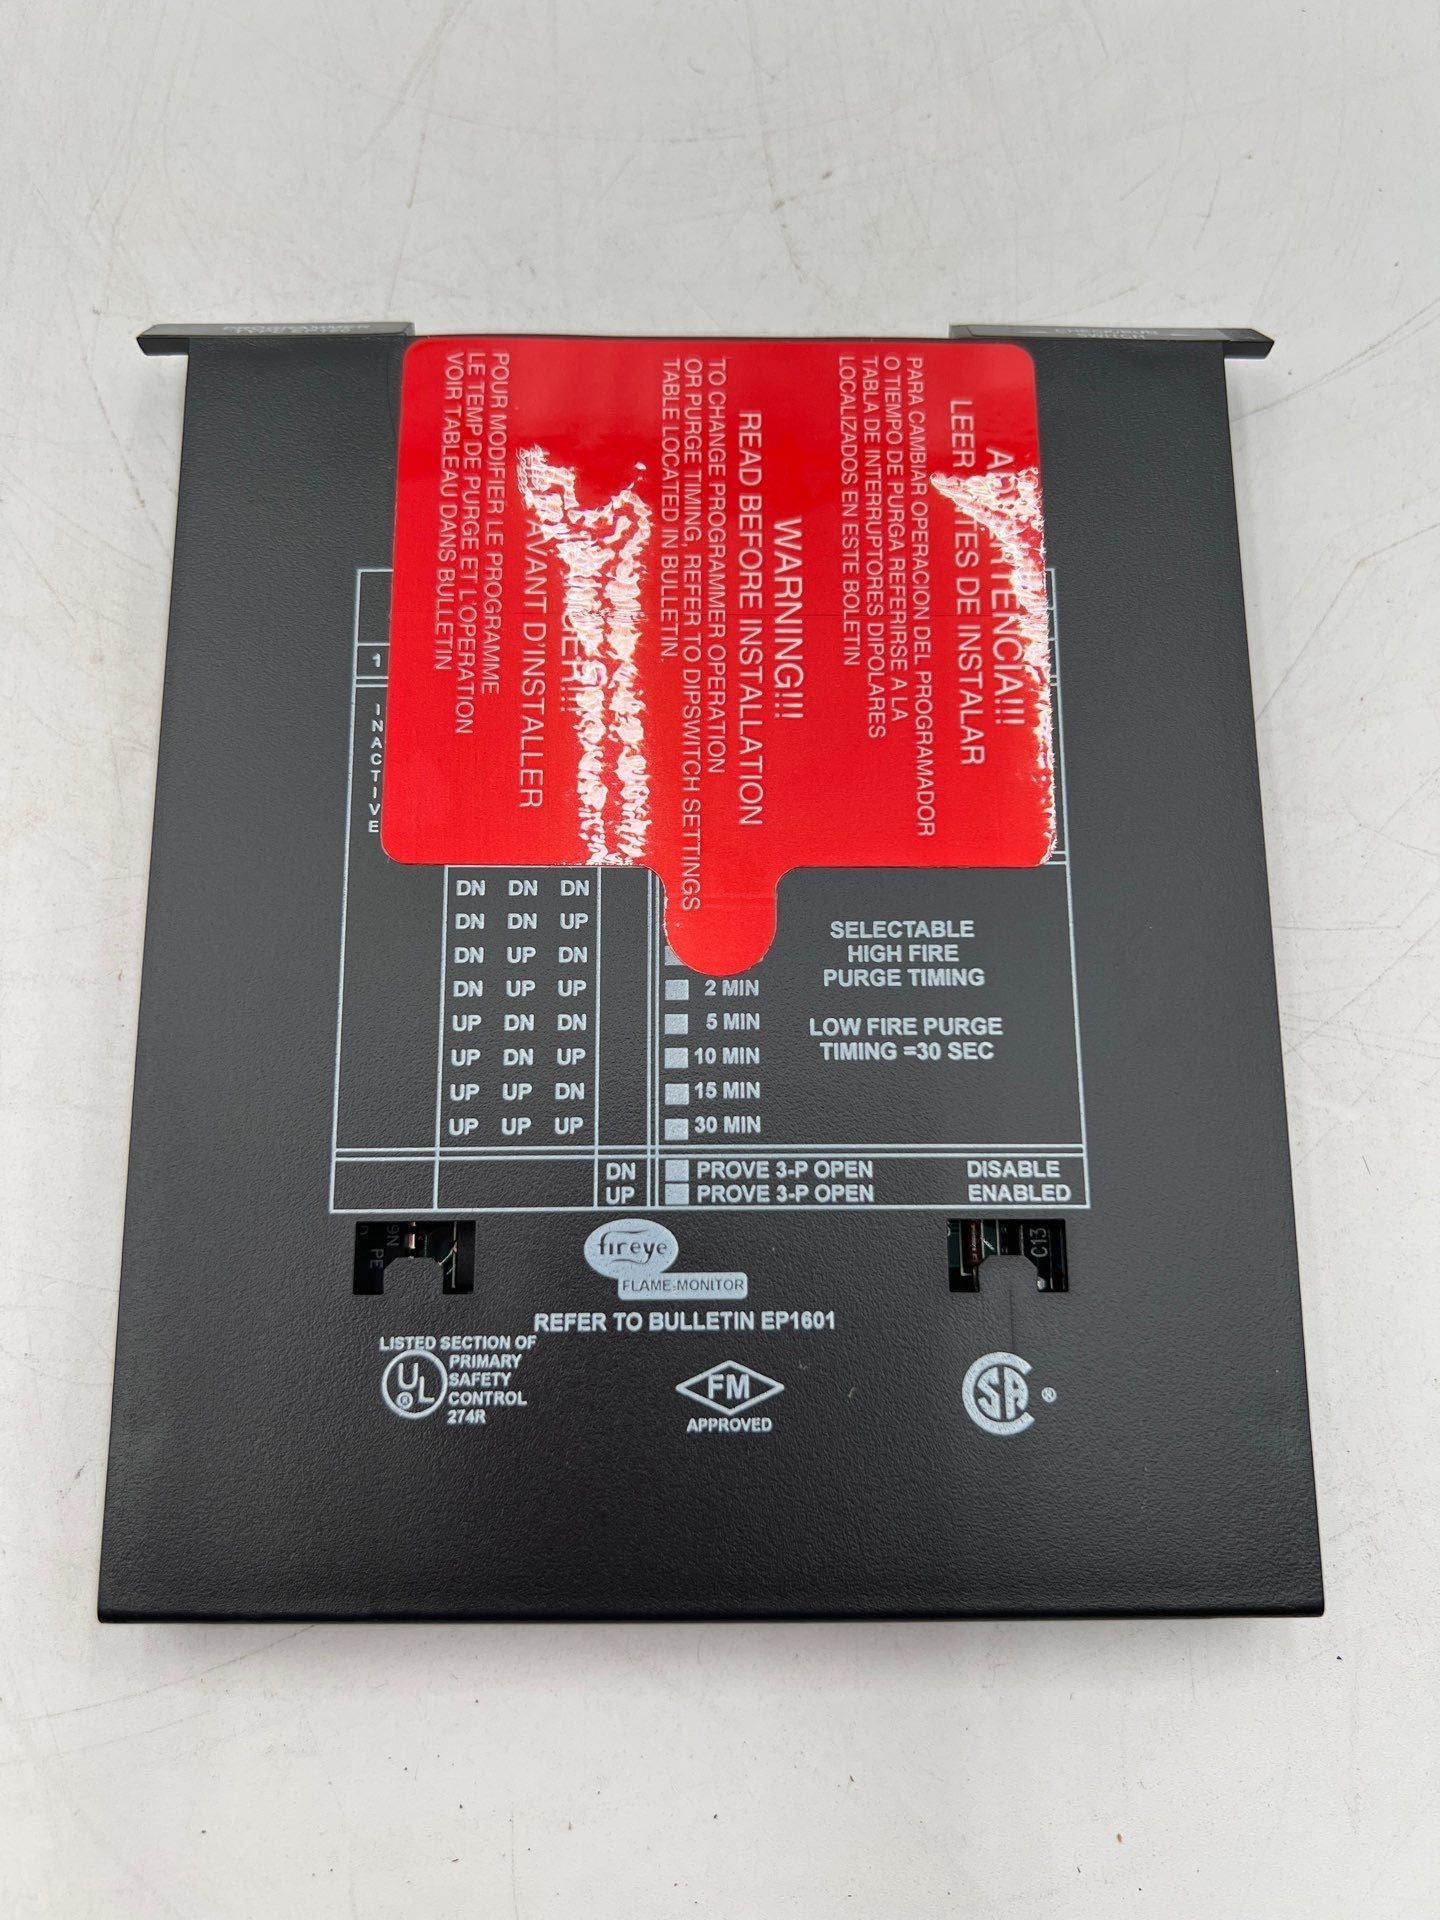 PROGRAMMER
CHECK/RUN
SWITCH
LEER DE INSTALAR
PARA CAMBIAR OPERACION DEL PROGRAMADOR
O TIEMPO DE PURGA REFERIRSE A LA
TABLA DE INTERRUPTORES DIPOLARES
LOCALIZADOS EN ESTE BOLETIN
WARNING!!!
READ BEFORE INSTALLATION
TO CHANGE PROGRAMMER OPERATION
OR PURGE TIMING, REFER TO DIPSWITCH SETTINGS
TABLE LOCATED IN BULLETIN.
AVANT D'INSTALLER
POUR MODIFIER LE PROGRAMME
LE TEMP DE PURGE ET L'OPERATION
VOIR TABLEAU DANS BULLETIN
1
INACTIVE
DN DN DN
DN DN UP
DN UP DN
DN UP UP 2 MIN
UP DN DN 5 MIN
UP DN UP 10 MIN
UP UP DN 15 MIN
UP UP UP 30 MIN
SELECTABLE
HIGH FIRE
PURGE TIMING
LOW FIRE PURGE
TIMING =30 SEC
DN PROVE 3-P OPEN DISABLE
UP PROVE 3-P OPEN ENABLED
PE
C13
fireye
FLAME-MONITOR
REFER TO BULLETIN EP1601
LISTED SECTION OF
UL ®
PRIMARY
SAFETY
CONTROL
274R
FM
APPROVED
SA ®